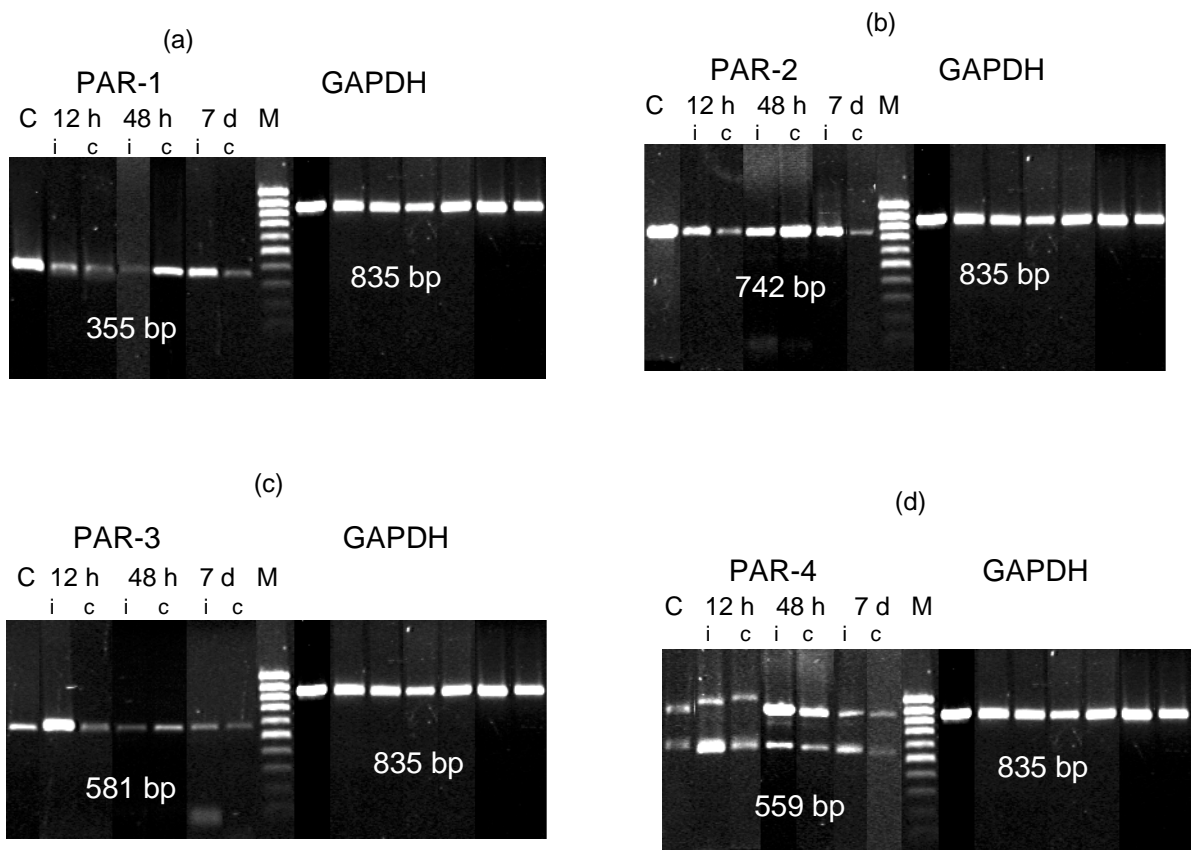 (a)
PAR-1 GAPDH
C 12 h 48 h 7 d M
i c i c i c
835 bp
355 bp
(b)
PAR-2 GAPDH
C 12 h 48 h 7 d M
i c i c i c
742 bp 835 bp
(c)
PAR-3 GAPDH
C 12 h 48 h 7 d M
i c i c i c
581 bp 835 bp
(d)
PAR-4 GAPDH
C 12 h 48 h 7 d M
i c i c i c
835 bp
559 bp